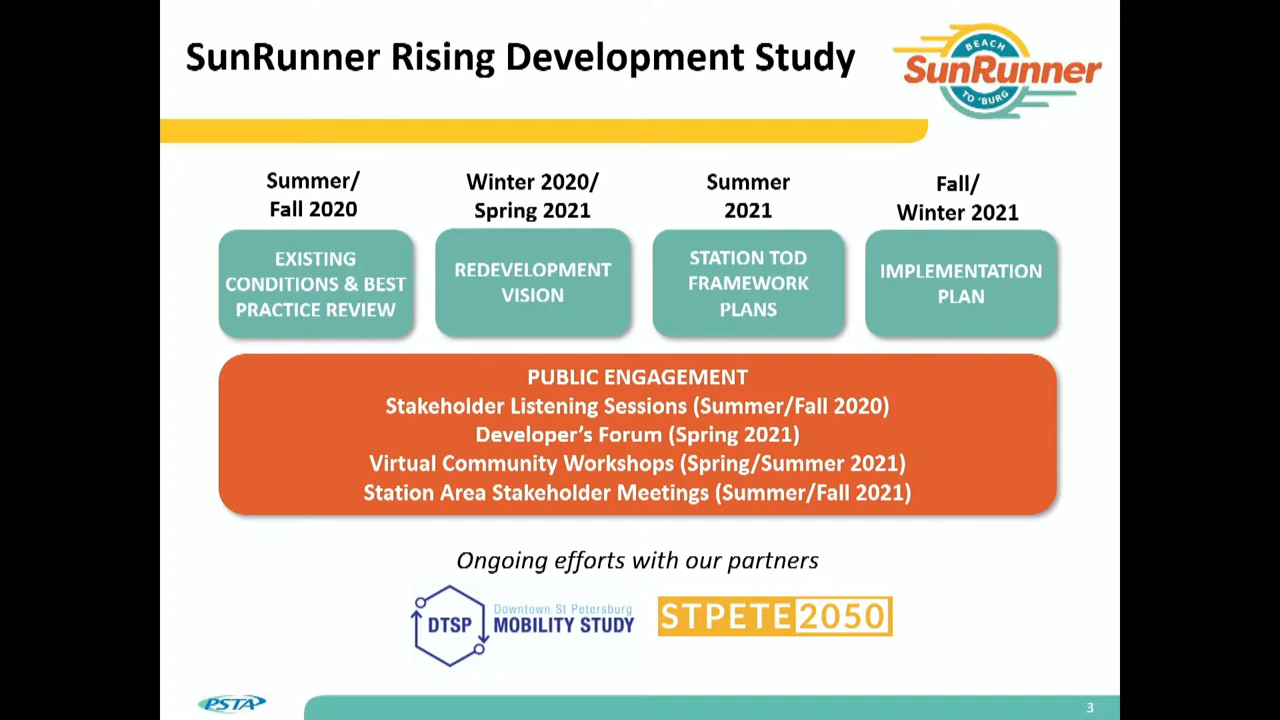 SunRunner Rising Development Study
BEACH
SunRunner
TO 'BURG
Summer/
Fall 2020
Winter 2020/
Spring 2021
Summer
2021
Fall/
Winter 2021
EXISTING
CONDITIONS & BEST
PRACTICE REVIEW
REDEVELOPMENT
VISION
STATION TOD
FRAMEWORK
PLANS
IMPLEMENTATION
PLAN
PUBLIC ENGAGEMENT
Stakeholder Listening Sessions (Summer/Fall 2020)
Developer's Forum (Spring 2021)
Virtual Community Workshops (Spring/Summer 2021)
Station Area Stakeholder Meetings (Summer/Fall 2021)
Ongoing efforts with our partners
DTSP
Downtown St Petersburg
MOBILITY STUDY
STPETE 2050
PSTA
3